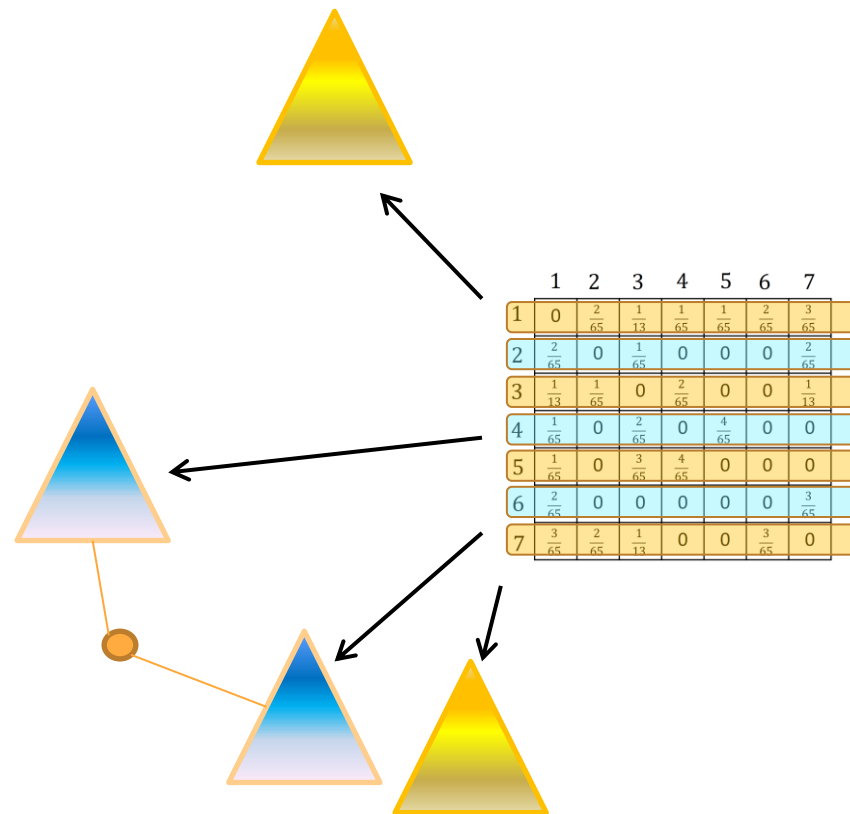 1 2 3 4 5 6 7
1 0 2/65 1/13 1/65 1/65 2/65 3/65
2 2/65 0 1/65 0 0 0 2/65
3 1/13 1/65 0 2/65 0 0 1/13
4 1/65 0 2/65 0 4/65 0 0
5 1/65 0 3/65 4/65 0 0 0
6 2/65 0 0 0 0 0 3/65
7 3/65 2/65 1/13 0 0 3/65 0